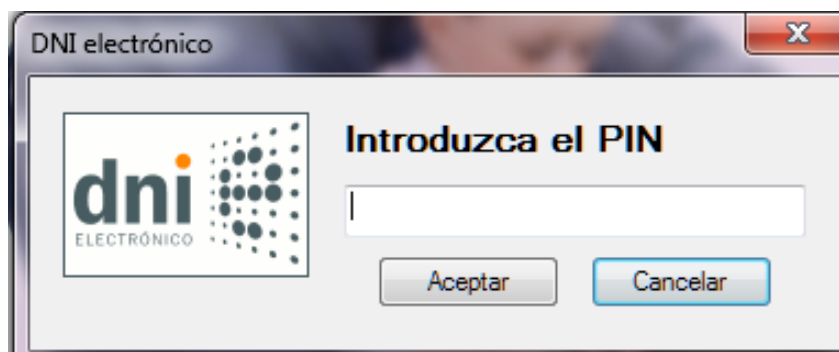 DNI electrónico
dni
ELECTRÓNICO
Introduzca el PIN
Aceptar
Cancelar